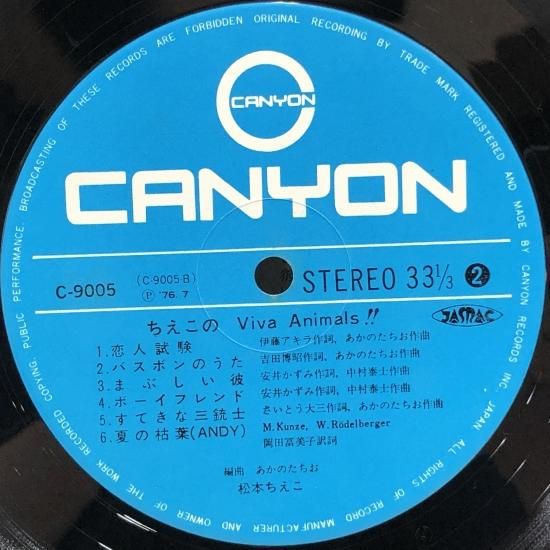 BROADCASTING OF THESE RECORDS ARE FORBIDDEN ORIGINAL RECORDING BY TRADE MARK REGISTERED AND MADE BY CANYON RECORDS INC. JAPAN. ALL RIGHTS OF RECORD MANUFACTURER AND OWNER OF THE WORK RECORDED COPYING, PUBLIC PERFORMANCE.
CANYON
CANYON
C-9005 (C-9005B) STEREO 33 1/3 2
Ⓟ '76. 7
JASRAC
ちえこの Viva Animals!!
1.恋人試験 伊藤アキラ作詞、あかのたちお作曲
2.バスボンのうた 吉田博昭作詞、あかのたちお作曲
3.まぶしい彼 安井かずみ作詞、中村泰士作曲
4.ボーイフレンド 安井かずみ作詞、中村泰士作曲
5.すてきな三銃士 さいとう大三作詞、あかのたちお作曲
6.夏の枯葉(ANDY) M.Kunze, W.Rödelberger
岡田冨美子訳詞
編曲 あかのたちお
松本ちえこ